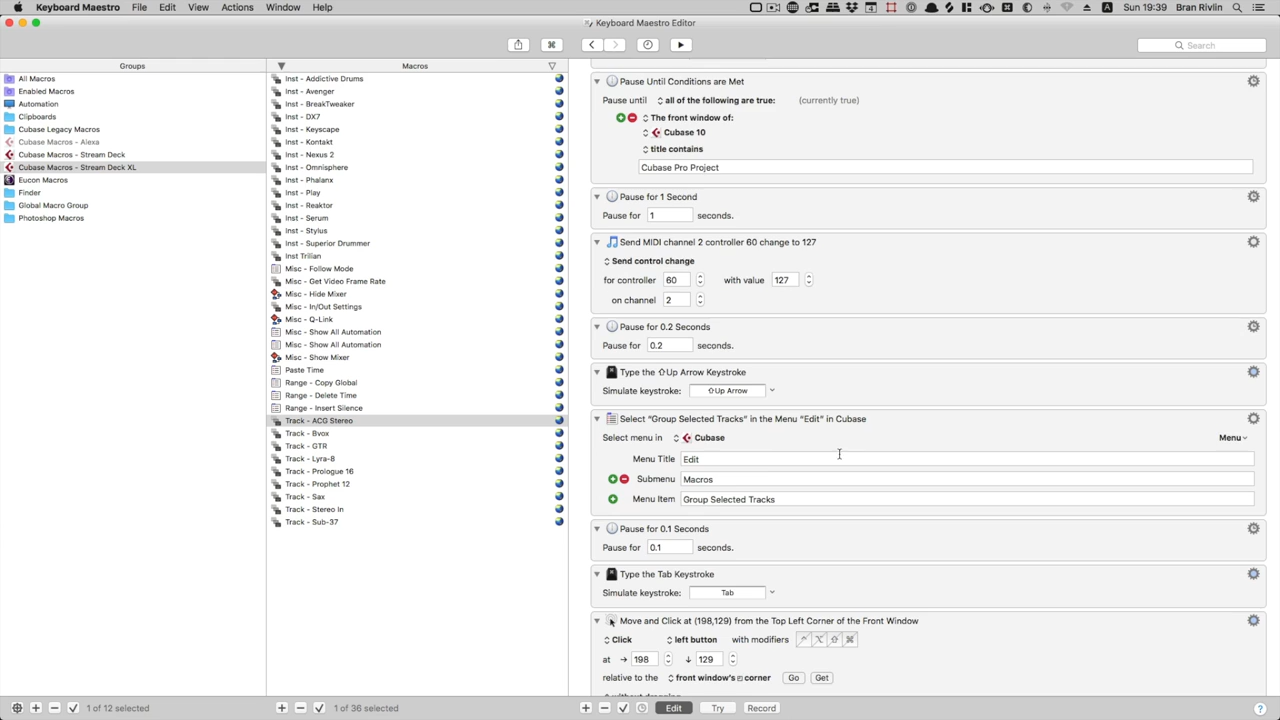 Keyboard Maestro File Edit View Actions Window Help
Sun 19:39 Bran Rivlin
Keyboard Maestro Editor
Search
Groups
All Macros
Enabled Macros
Automation
Clipboards
Cubase Legacy Macros
Cubase Macros - Alexa
Cubase Macros - Stream Deck
Cubase Macros - Stream Deck XL
Eucon Macros
Finder
Global Macro Group
Photoshop Macros
Macros
Inst - Addictive Drums
Inst - Avenger
Inst - BreakTweaker
Inst - DX7
Inst - Keyscape
Inst - Kontakt
Inst - Nexus 2
Inst - Omnisphere
Inst - Phalanx
Inst - Play
Inst - Reaktor
Inst - Serum
Inst - Stylus
Inst - Superior Drummer
Inst Trilian
Misc - Follow Mode
Misc - Get Video Frame Rate
Misc - Hide Mixer
Misc - In/Out Settings
Misc - Q-Link
Misc - Show All Automation
Misc - Show All Automation
Misc - Show Mixer
Paste Time
Range - Copy Global
Range - Delete Time
Range - Insert Silence
Track - ACG Stereo
Track - Bvox
Track - GTR
Track - Lyra-8
Track - Prologue 16
Track - Prophet 12
Track - Sax
Track - Stereo In
Track - Sub-37
Pause Until Conditions are Met
Pause until all of the following are true: (currently true)
The front window of:
Cubase 10
title contains
Cubase Pro Project
Pause for 1 Second
Pause for 1 seconds.
Send MIDI channel 2 controller 60 change to 127
Send control change
for controller 60 with value 127
on channel 2
Pause for 0.2 Seconds
Pause for 0.2 seconds.
Type the ⇧Up Arrow Keystroke
Simulate keystroke: ⇧Up Arrow
Select “Group Selected Tracks” in the Menu “Edit” in Cubase
Select menu in Cubase Menu
Menu Title Edit
Submenu Macros
Menu Item Group Selected Tracks
Pause for 0.1 Seconds
Pause for 0.1 seconds.
Type the Tab Keystroke
Simulate keystroke: Tab
Move and Click at (198,129) from the Top Left Corner of the Front Window
Click left button with modifiers
at 198 129
relative to the front window's corner Go Get
without dragging
1 of 12 selected
1 of 36 selected
Edit Try Record